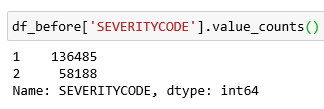 df_before['SEVERITYCODE'].value_counts()
1    136485
2     58188
Name: SEVERITYCODE, dtype: int64